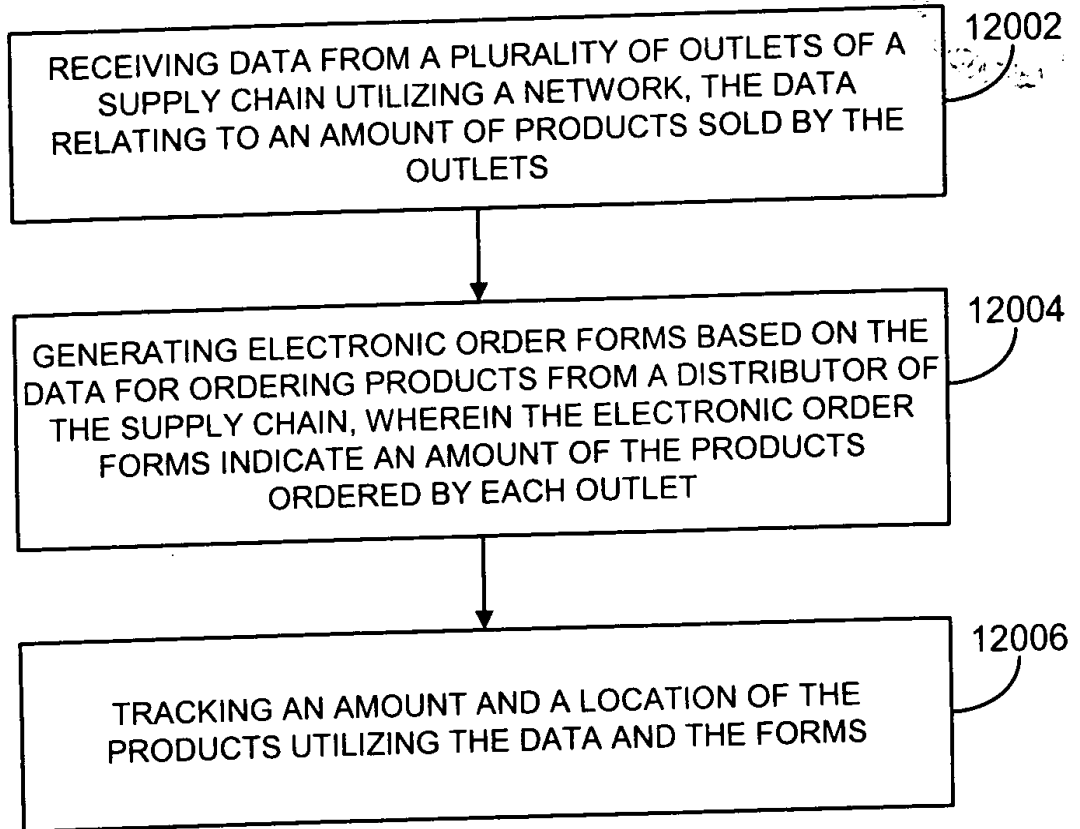 12002
RECEIVING DATA FROM A PLURALITY OF OUTLETS OF A
SUPPLY CHAIN UTILIZING A NETWORK, THE DATA
RELATING TO AN AMOUNT OF PRODUCTS SOLD BY THE
OUTLETS
12004
GENERATING ELECTRONIC ORDER FORMS BASED ON THE
DATA FOR ORDERING PRODUCTS FROM A DISTRIBUTOR OF
THE SUPPLY CHAIN, WHEREIN THE ELECTRONIC ORDER
FORMS INDICATE AN AMOUNT OF THE PRODUCTS
ORDERED BY EACH OUTLET
12006
TRACKING AN AMOUNT AND A LOCATION OF THE
PRODUCTS UTILIZING THE DATA AND THE FORMS